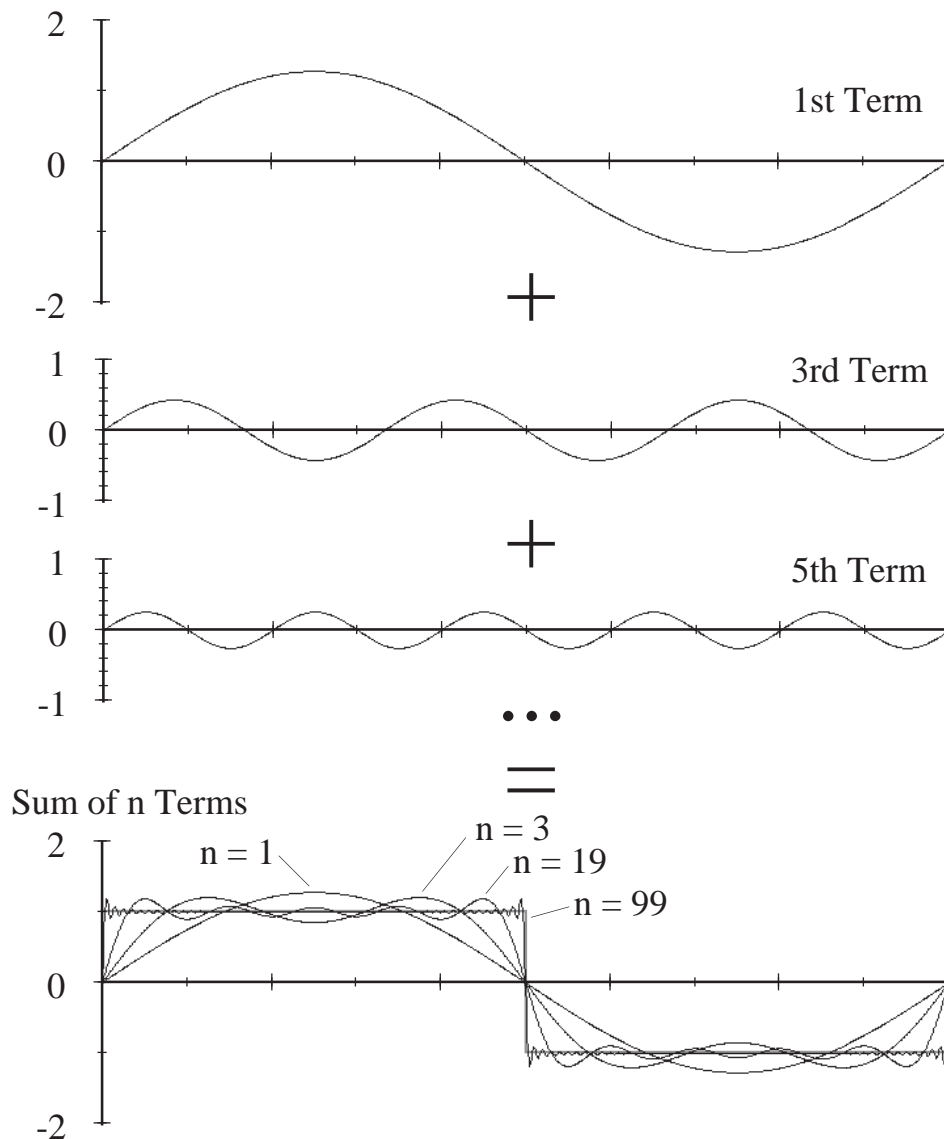 2
1st Term
0
-2
+
1
3rd Term
0
-1
+
1
5th Term
0
-1
•••
=
Sum of n Terms
2
n = 3
n = 1
n = 19
n = 99
0
-2